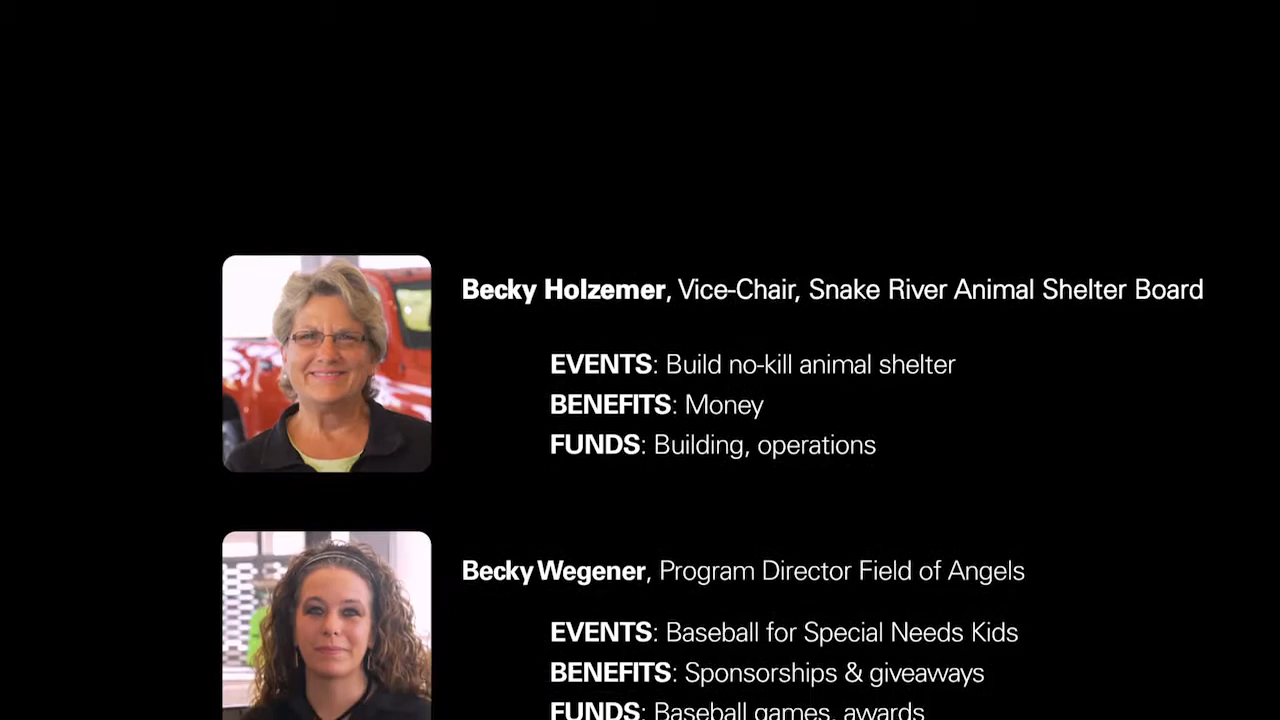 Becky Holzemer, Vice-Chair, Snake River Animal Shelter Board
EVENTS: Build no-kill animal shelter
BENEFITS: Money
FUNDS: Building, operations
Becky Wegener, Program Director Field of Angels
EVENTS: Baseball for Special Needs Kids
BENEFITS: Sponsorships & giveaways
FUNDS: Baseball games, awards